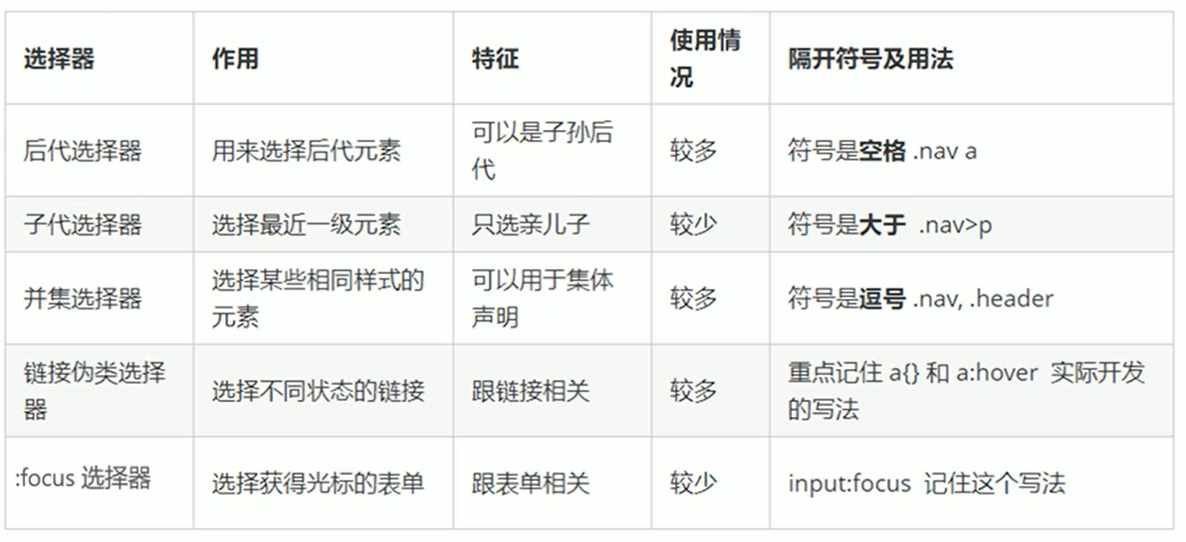 选择器 作用 特征 使用情况 隔开符号及用法
后代选择器 用来选择后代元素 可以是子孙后代 较多 符号是空格 .nav a
子代选择器 选择最近一级元素 只选亲儿子 较少 符号是大于 .nav>p
并集选择器 选择某些相同样式的元素 可以用于集体声明 较多 符号是逗号 .nav, .header
链接伪类选择器 选择不同状态的链接 跟链接相关 较多 重点记住 a{} 和 a:hover 实际开发的写法
:focus 选择器 选择获得光标的表单 跟表单相关 较少 input:focus 记住这个写法